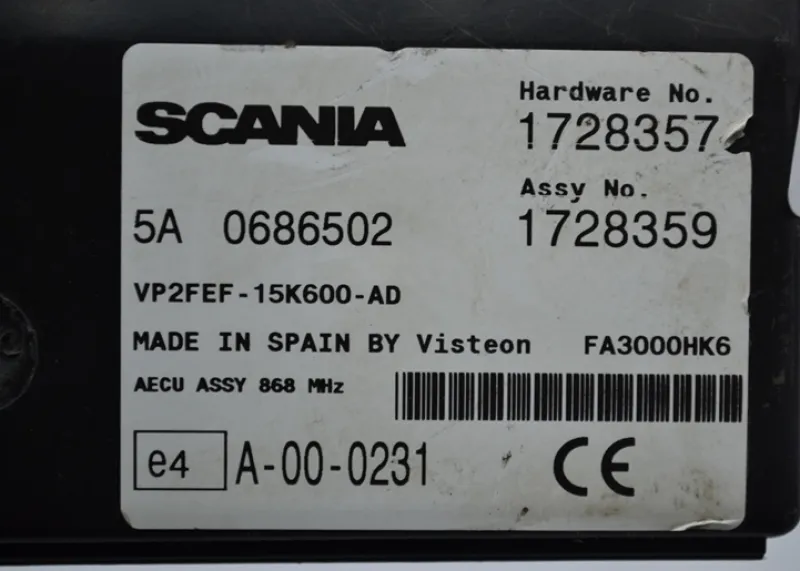 SCANIA
Hardware No.
1728357
Assy No.
1728359
5A 0686502
VP2FEF-15K600-AD
MADE IN SPAIN BY Visteon FA3000HK6
AECU ASSY 868 MHz
e4 A-00-0231 CE